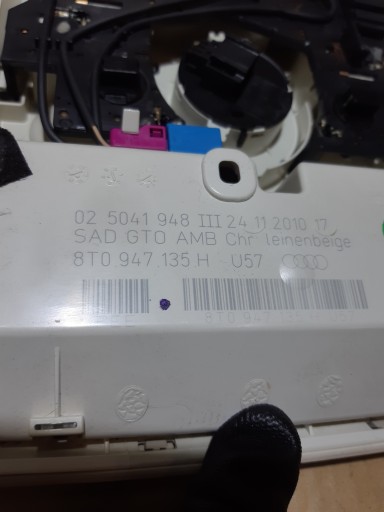 02 5041 948 III 24 11 2010 17
SAD GTO AMB Chr leinenbeige
8T0 947 135 H U57